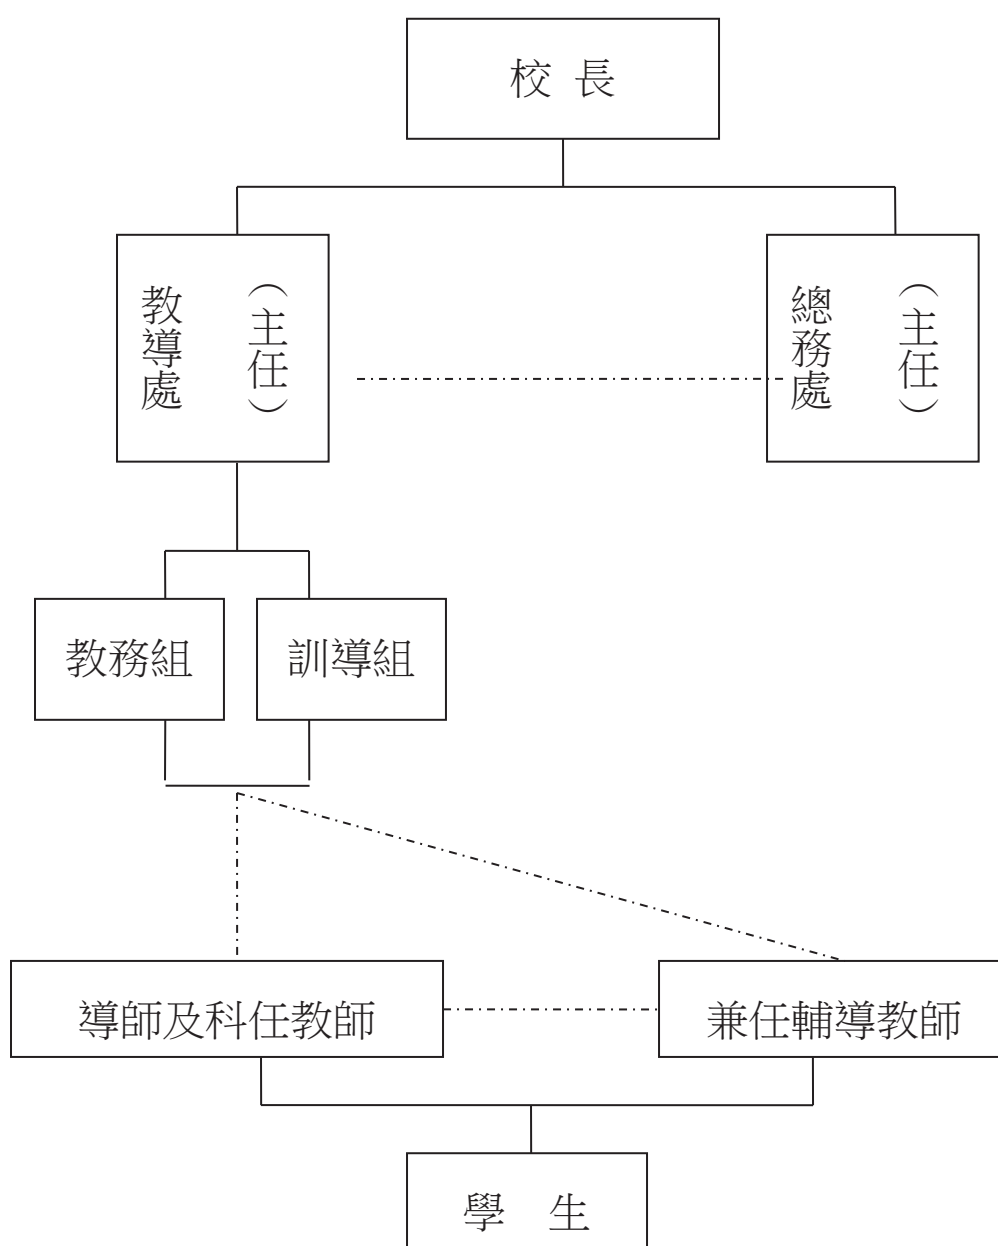 校 長
教導處
（主任）
總務處
（主任）
教務組
訓導組
導師及科任教師
兼任輔導教師
學 生